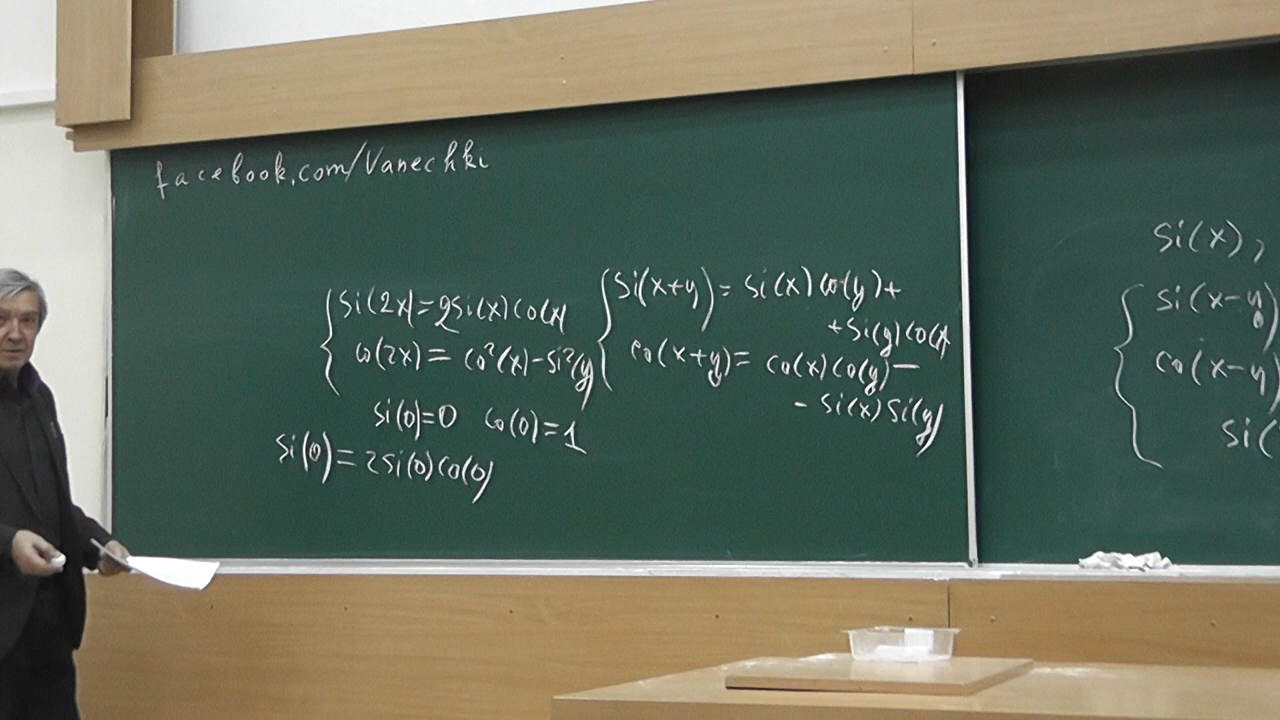 facebook.com/Vanechki
si(2x)=2si(x)co(x)
co(2x)=co²(x)-si²(y)
si(0)=0 co(0)=1
si(0)=2si(0)co(0)
si(x+y)=si(x)co(y)+
+si(y)co(x)
co(x+y)=co(x)co(y)-
-si(x)si(y)
si(x),
si(x-y)
co(x-y)
si(